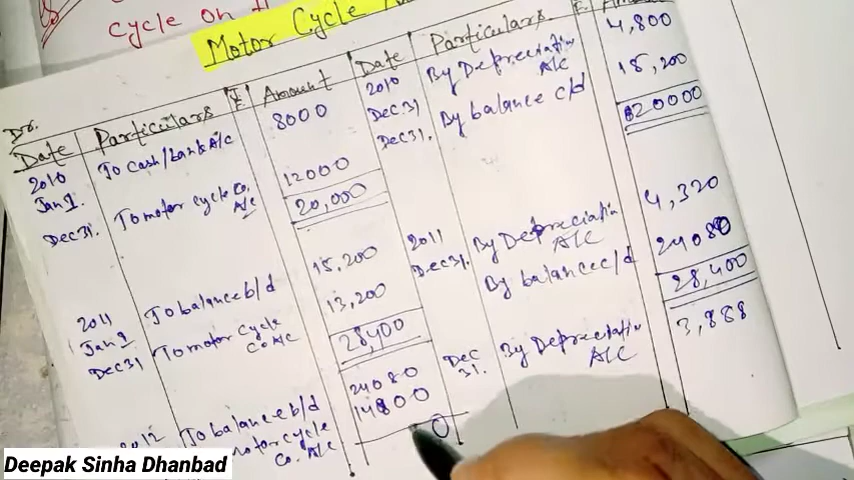 cycle on
Motor Cycle
Dr.
Date Particulars J.F. Amount Date Particulars
2010
Jan 1. To Cash/Bank A/c 8000
Dec 31. To motor cycle Co. A/c 12000
20,000
2010
Dec 31 By Depreciation A/c 4,800
Dec 31. By balance c/d 15,200
20000
2011
Jan 1 To balance b/d 15,200
Dec 31 To motor cycle Co A/c 13,200
28,400
2011
Dec 31. By Depreciation A/c 4,320
By balance c/d 24080
28,400
2012 To balance b/d 24080
motor cycle Co. A/c 14800
0
Dec 31. By Depreciation A/c 3,888
Deepak Sinha Dhanbad